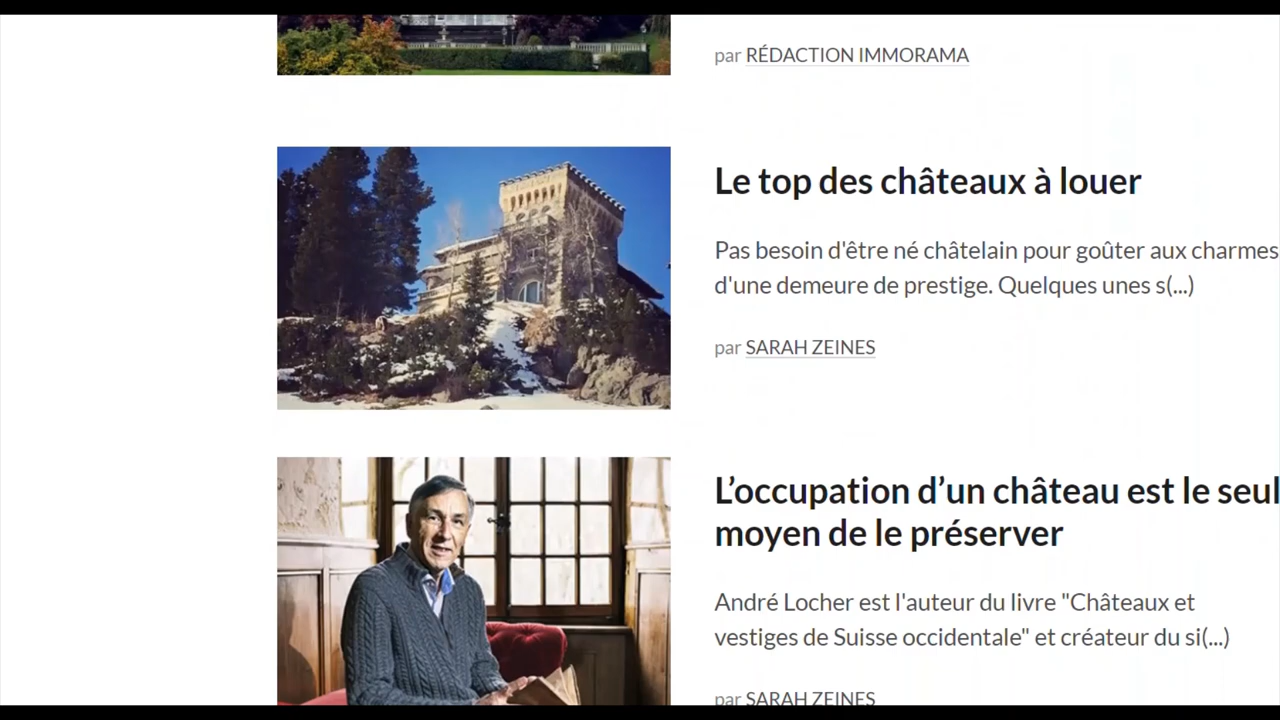 par RÉDACTION IMMORAMA
Le top des châteaux à louer
Pas besoin d'être né châtelain pour goûter aux charmes
d'une demeure de prestige. Quelques unes s(...)
par SARAH ZEINES
L’occupation d’un château est le seul
moyen de le préserver
André Locher est l'auteur du livre "Châteaux et
vestiges de Suisse occidentale" et créateur du si(...)
par SARAH ZEINES